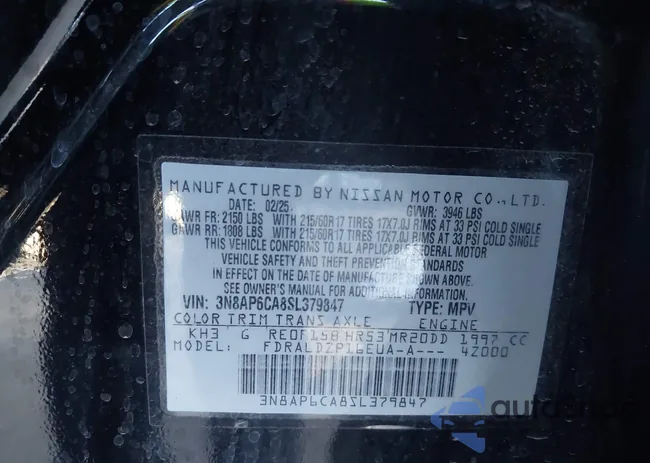 MANUFACTURED BY NISSAN MOTOR CO., LTD.
DATE: 02/25 GVWR: 3946 LBS
GAWR FR: 2150 LBS WITH 215/60R17 TIRES 17X7.0J RIMS AT 33 PSI COLD SINGLE
GAWR RR: 1808 LBS WITH 215/60R17 TIRES 17X7.0J RIMS AT 33 PSI COLD SINGLE
THIS VEHICLE CONFORMS TO ALL APPLICABLE FEDERAL MOTOR
VEHICLE SAFETY AND THEFT PREVENTION STANDARDS
IN EFFECT ON THE DATE OF MANUFACTURE SHOWN ABOVE.
SEE OWNER'S MANUAL FOR ADDITIONAL INFORMATION.
VIN: 3N8AP6CA8SL379847 TYPE: MPV
COLOR TRIM TRANS AXLE ENGINE
KH3 G RE0F15B HR53 MR20DD 1997 CC
MODEL: FDRALDZP16EUA-A--- 4Z000
3N8AP6CA8SL379847